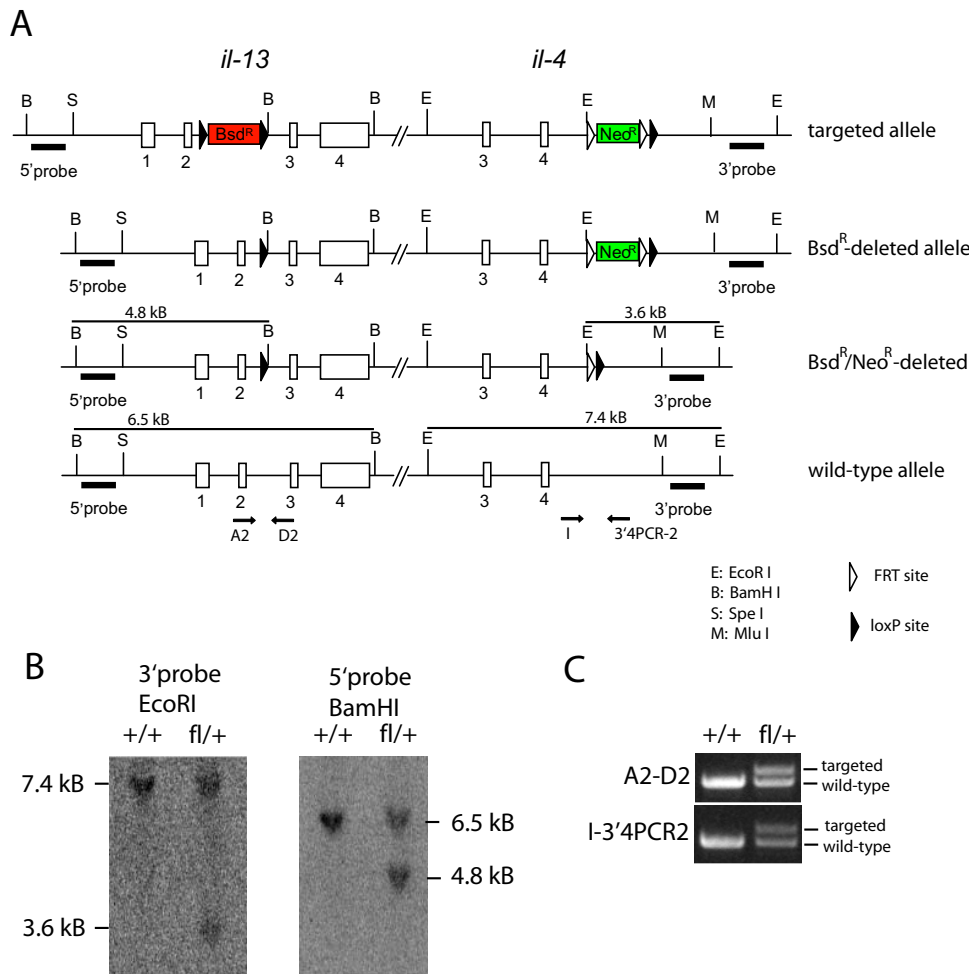 A
il-13 il-4
B S B B E E M E
Bsd^R Neo^R
targeted allele
5'probe 1 2 3 4 3 4 3'probe
B S B E E M E
Neo^R
Bsd^R-deleted allele
5'probe 1 2 3 4 3 4 3'probe
4.8 kB 3.6 kB
B S B E E M E
Bsd^R/Neo^R-deleted
5'probe 1 2 3 4 3 4 3'probe
6.5 kB 7.4 kB
B S B E M E
wild-type allele
5'probe 1 2 3 4 3 4 3'probe
A2 D2 I 3'4PCR-2
E: EcoR I
B: BamH I
S: Spe I
M: Mlu I
FRT site
loxP site
B
3'probe
EcoRI
+/+ fl/+
7.4 kB
3.6 kB
5'probe
BamHI
+/+ fl/+
6.5 kB
4.8 kB
C
+/+ fl/+
A2-D2
targeted
wild-type
I-3'4PCR2
targeted
wild-type